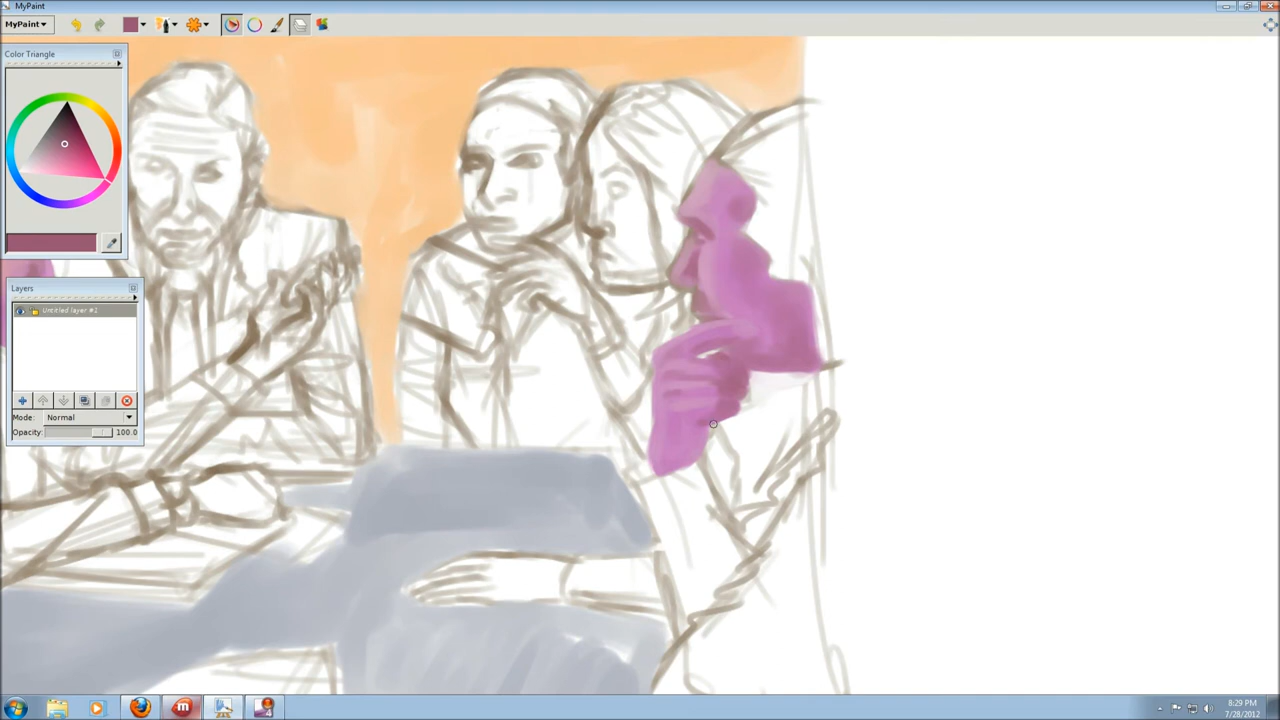 MyPaint
MyPaint
Color Triangle
Layers
Untitled layer #1
Mode: Normal
Opacity: 100.0
8:29 PM
7/28/2012